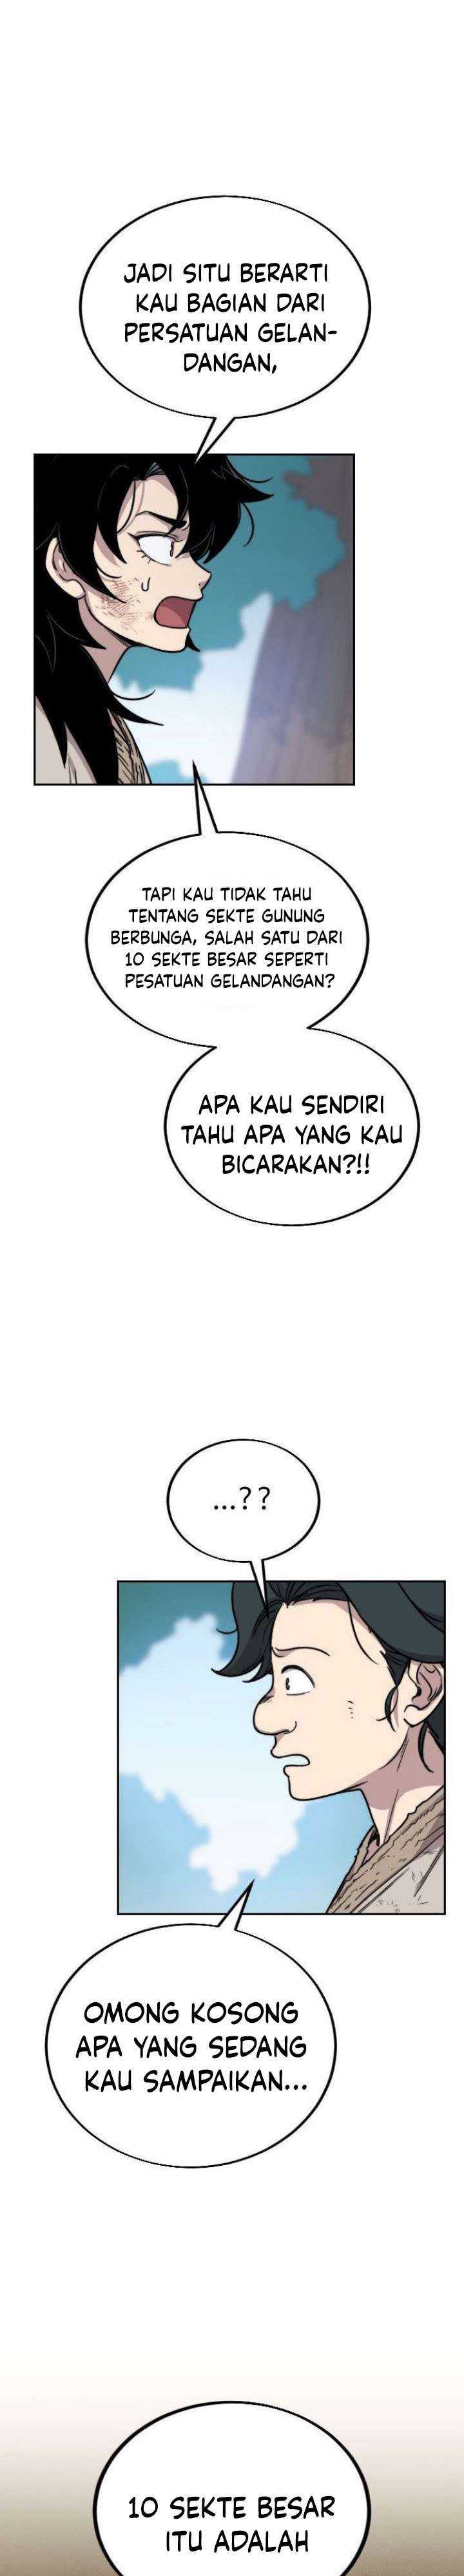 JADI SITU BERARTI
KAU BAGIAN DARI
PERSATUAN GELAN-
DANGAN,
TAPI KAU TIDAK TAHU
TENTANG SEKTE GUNUNG
BERBUNGA, SALAH SATU DARI
10 SEKTE BESAR SEPERTI
PESATUAN GELANDANGAN?
APA KAU SENDIRI
TAHU APA YANG KAU
BICARAKAN?!!
...??
OMONG KOSONG
APA YANG SEDANG
KAU SAMPAIKAN...
10 SEKTE BESAR
ITU ADALAH